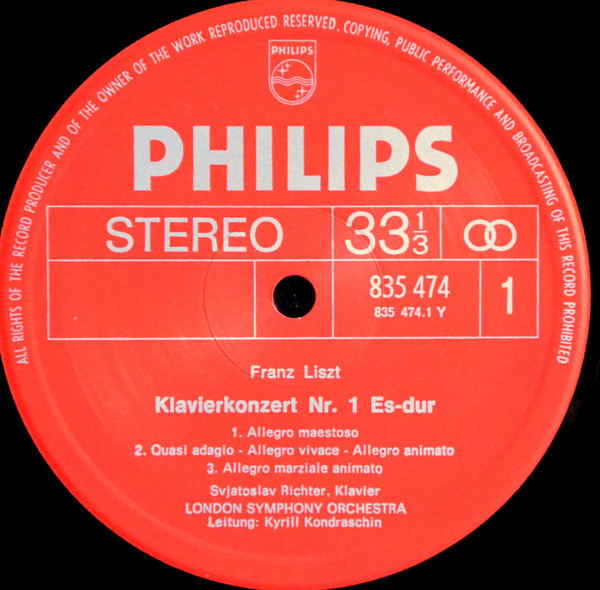 ALL RIGHTS OF THE RECORD PRODUCER AND OF THE OWNER OF THE WORK REPRODUCED RESERVED. COPYING, PUBLIC PERFORMANCE AND BROADCASTING OF THIS RECORD PROHIBITED
PHILIPS
PHILIPS
STEREO 33 1/3
835 474 1
835 474.1 Y
Franz Liszt
Klavierkonzert Nr. 1 Es-dur
1. Allegro maestoso
2. Quasi adagio - Allegro vivace - Allegro animato
3. Allegro marziale animato
Svjatoslav Richter, Klavier
LONDON SYMPHONY ORCHESTRA
Leitung: Kyrill Kondraschin